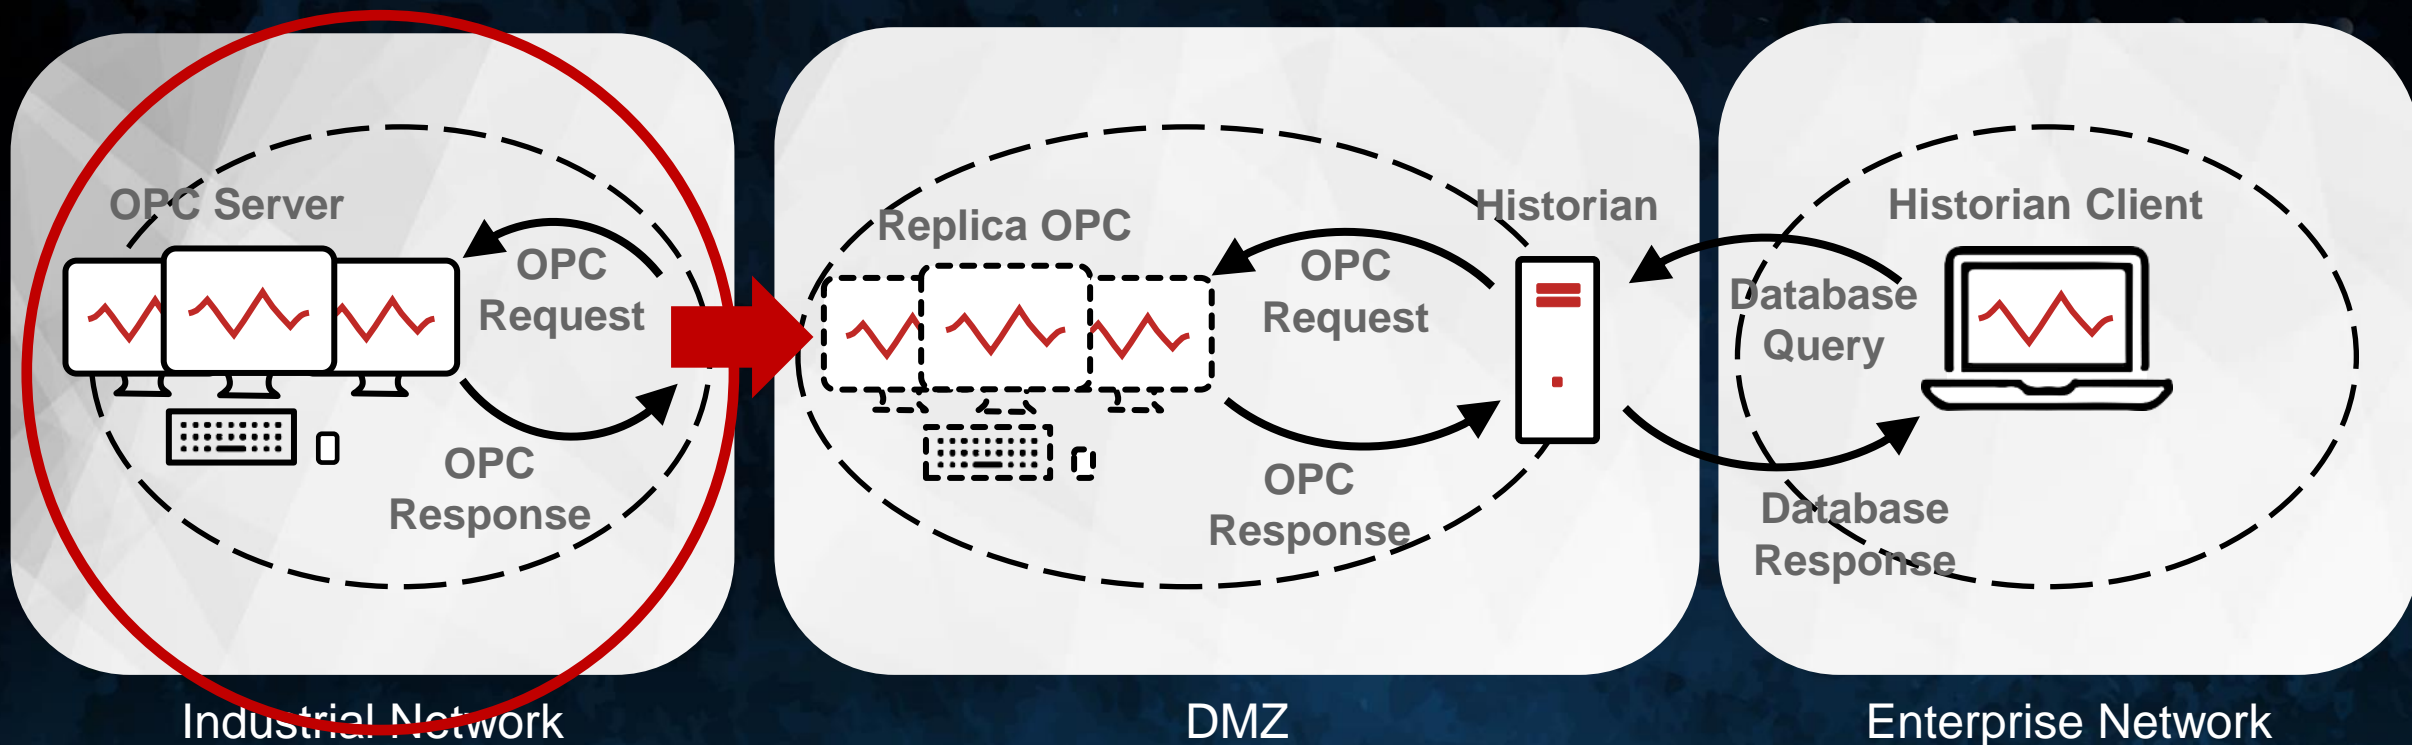 OPC Server
OPC
Request
OPC
Response
Industrial Network
Replica OPC
OPC
Request
OPC
Response
Historian
DMZ
Historian Client
Database
Query
Database
Response
Enterprise Network